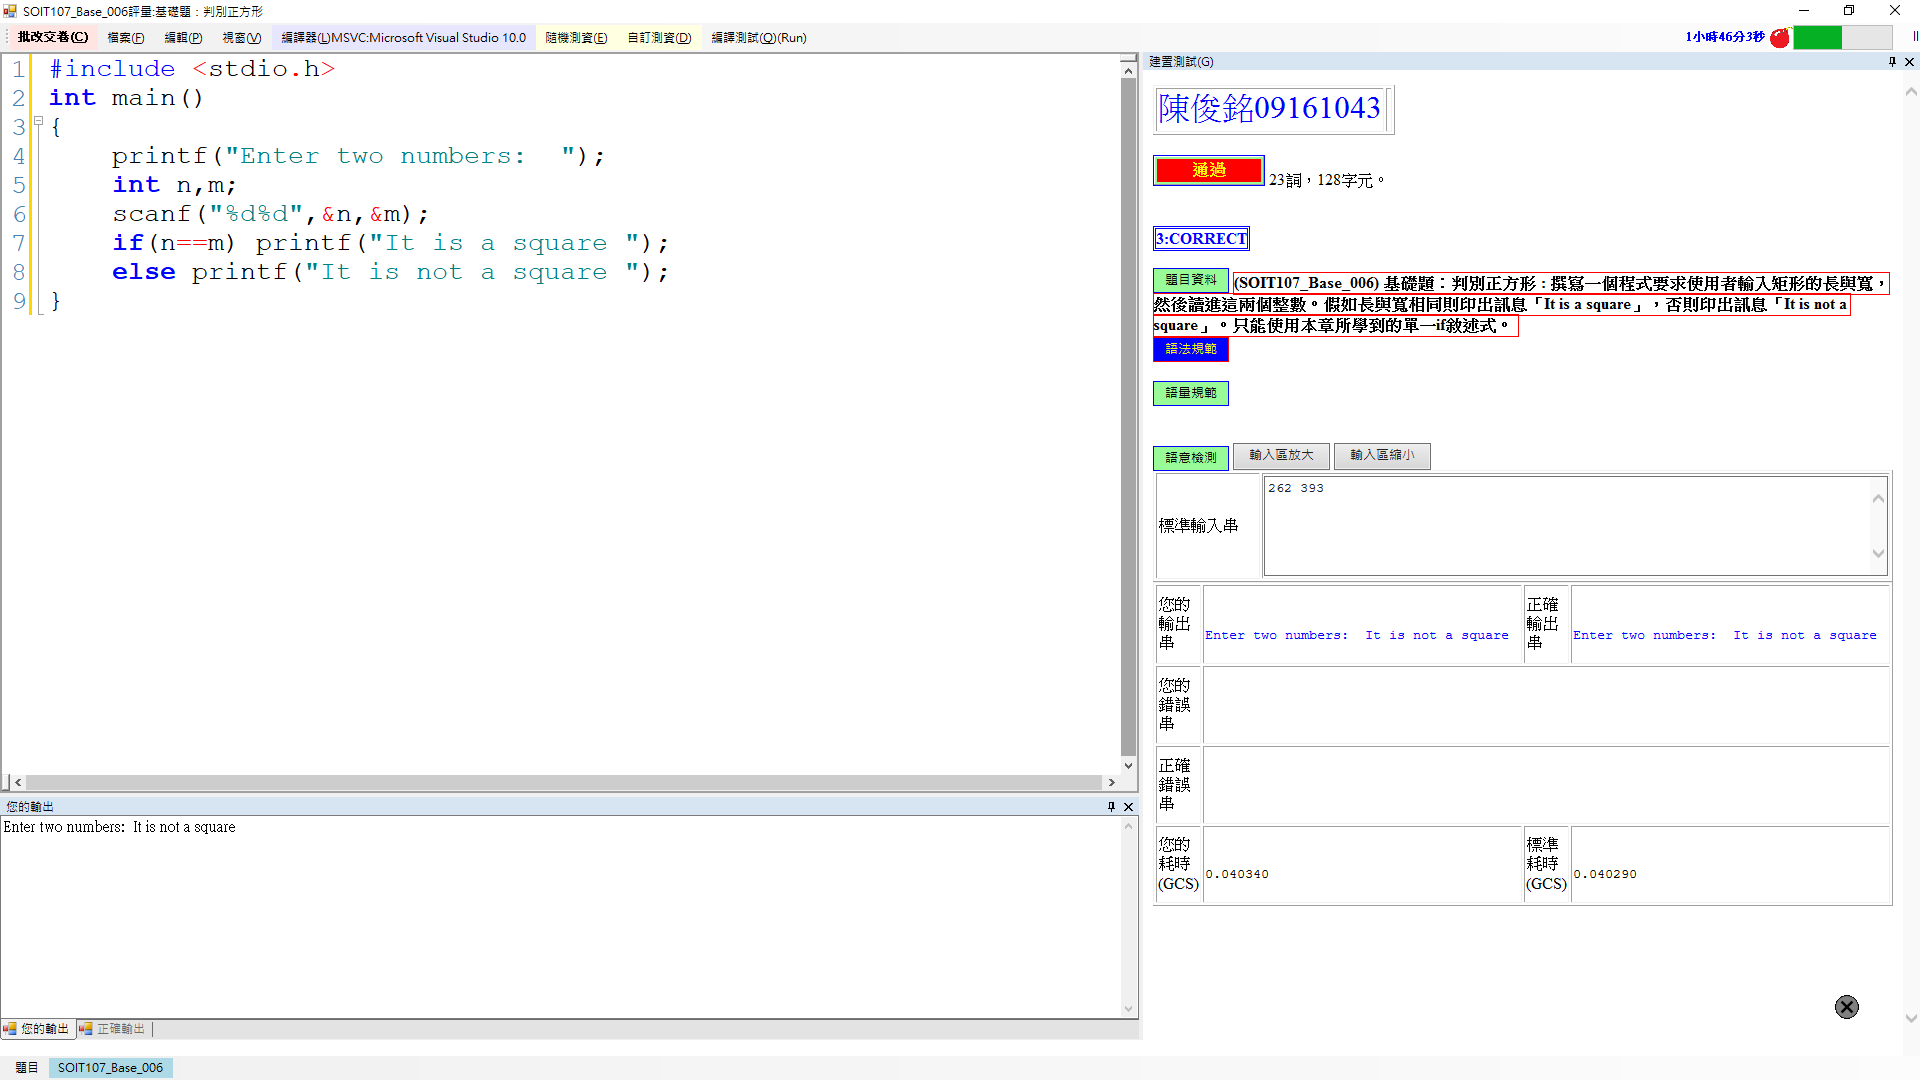 SOIT107_Base_006評量:基礎題：判別正方形
批改交卷(C) 檔案(F) 編輯(P) 視窗(V) 編譯器(L)MSVC:Microsoft Visual Studio 10.0 隨機測資(E) 自訂測資(D) 編譯測試(Q)(Run) 1小時46分3秒
1 #include <stdio.h>
2 int main()
3 {
4 printf("Enter two numbers:  ");
5 int n,m;
6 scanf("%d%d",&n,&m);
7 if(n==m) printf("It is a square ");
8 else printf("It is not a square ");
9 }
您的輸出
Enter two numbers:  It is not a square
您的輸出 正確輸出
題目 SOIT107_Base_006
建置測試(G)
陳俊銘09161043
通過 23詞，128字元。
3:CORRECT
題目資料 (SOIT107_Base_006) 基礎題：判別正方形：撰寫一個程式要求使用者輸入矩形的長與寬，
然後讀進這兩個整數。假如長與寬相同則印出訊息「It is a square」，否則印出訊息「It is not a
square」。只能使用本章所學到的單一if敘述式。
語法規範
語量規範
語意檢測 輸入區放大 輸入區縮小
標準輸入串 262 393
您的輸出串 Enter two numbers:  It is not a square 正確輸出串 Enter two numbers:  It is not a square
您的錯誤串
正確錯誤串
您的耗時(GCS) 0.040340 標準耗時(GCS) 0.040290